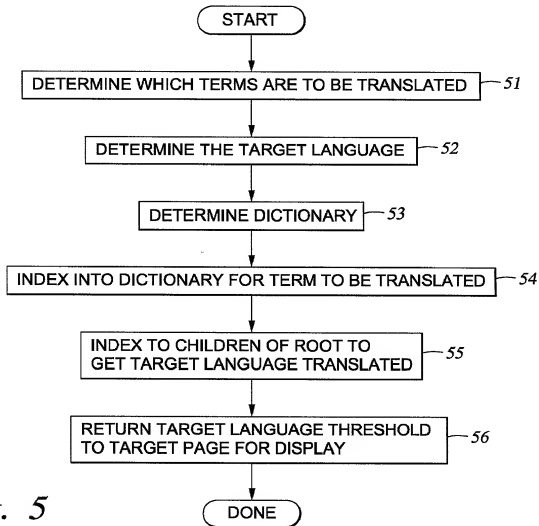 START
DETERMINE WHICH TERMS ARE TO BE TRANSLATED 51
DETERMINE THE TARGET LANGUAGE 52
DETERMINE DICTIONARY 53
INDEX INTO DICTIONARY FOR TERM TO BE TRANSLATED 54
INDEX TO CHILDREN OF ROOT TO
GET TARGET LANGUAGE TRANSLATED 55
RETURN TARGET LANGUAGE THRESHOLD
TO TARGET PAGE FOR DISPLAY 56
DONE
. 5